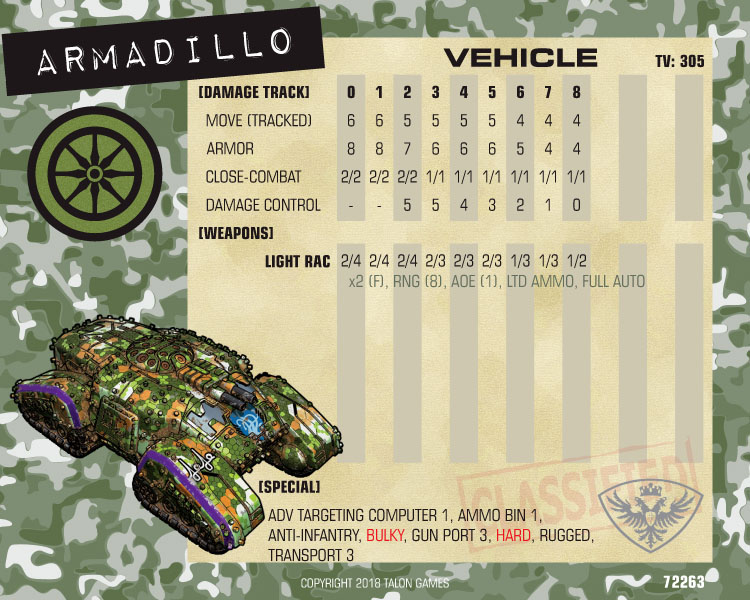 ARMADILLO
VEHICLE TV: 305
[DAMAGE TRACK] 0 1 2 3 4 5 6 7 8
MOVE (TRACKED) 6 6 5 5 5 5 4 4 4
ARMOR 8 8 7 6 6 6 5 4 4
CLOSE-COMBAT 2/2 2/2 2/2 1/1 1/1 1/1 1/1 1/1 1/1
DAMAGE CONTROL - - 5 5 4 3 2 1 0
[WEAPONS]
LIGHT RAC 2/4 2/4 2/4 2/3 2/3 2/3 1/3 1/3 1/2
x2 (F), RNG (8), AOE (1), LTD AMMO, FULL AUTO
[SPECIAL]
CLASSIFIED
ADV TARGETING COMPUTER 1, AMMO BIN 1,
ANTI-INFANTRY, BULKY, GUN PORT 3, HARD, RUGGED,
TRANSPORT 3
COPYRIGHT 2018 TALON GAMES
72263